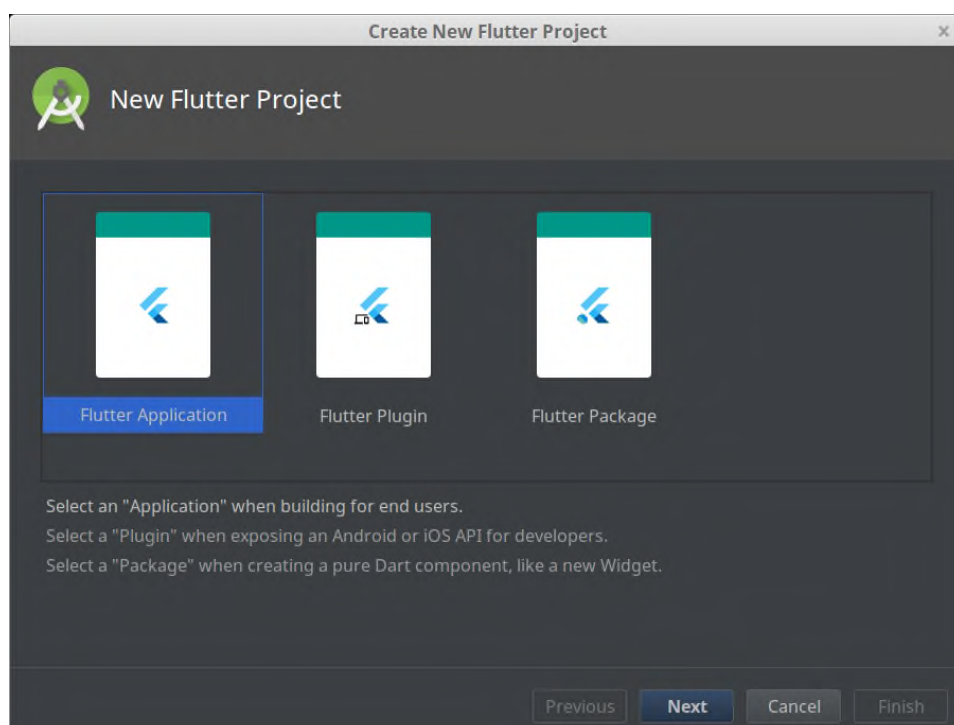 Create New Flutter Project
×
New Flutter Project
Flutter Application
Flutter Plugin
Flutter Package
Select an "Application" when building for end users.
Select a "Plugin" when exposing an Android or iOS API for developers.
Select a "Package" when creating a pure Dart component, like a new Widget.
Previous Next Cancel Finish